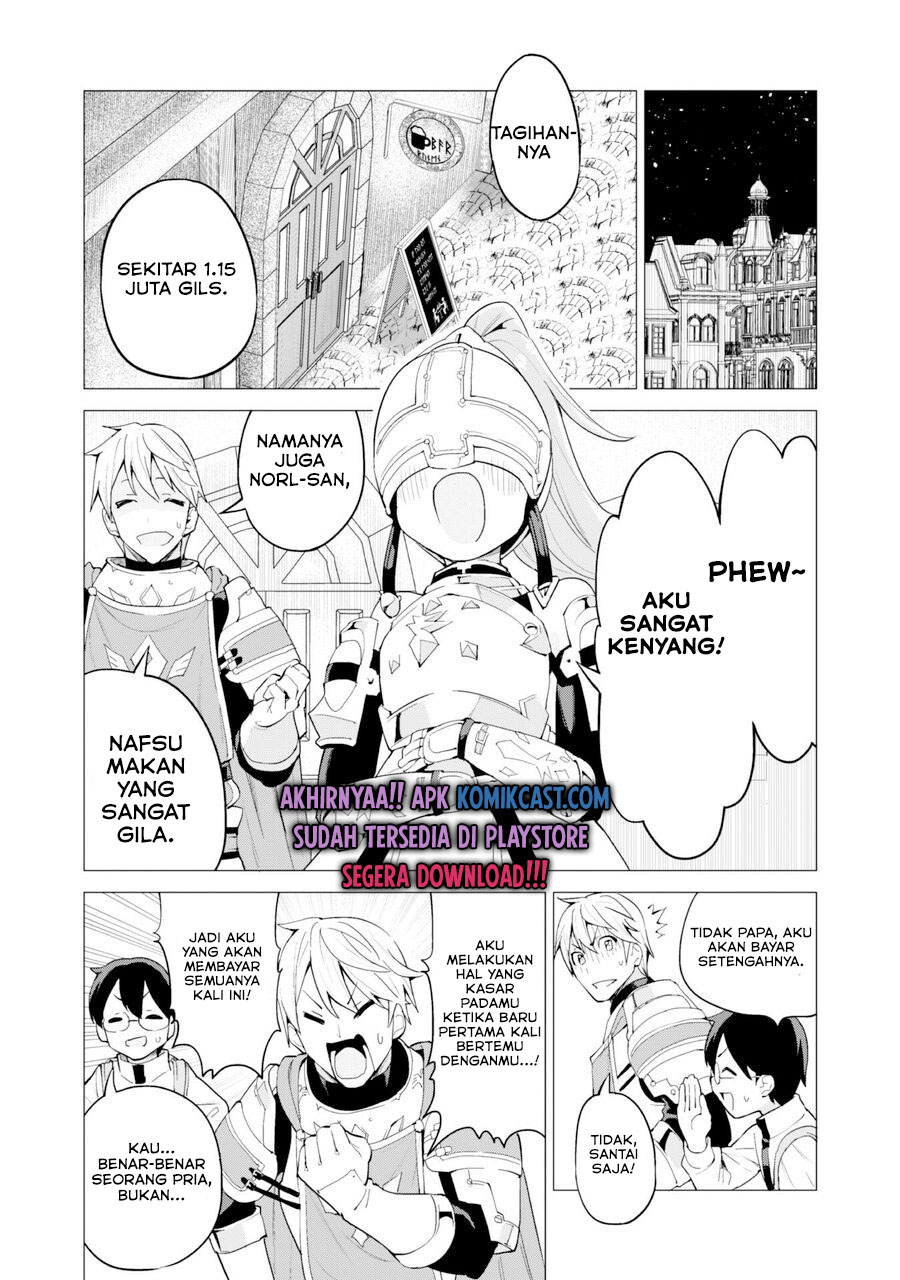 TAGIHAN-
NYA
SEKITAR 1.15
JUTA GILS.
BAR
PHEW~
AKU
SANGAT
KENYANG!
NAMANYA
JUGA
NORL-SAN,
NAFSU
MAKAN
YANG
SANGAT
GILA.
AKHIRNYAA!! APK KOMIKCAST.COM
SUDAH TERSEDIA DI PLAYSTORE
SEGERA DOWNLOAD!!!
TIDAK PAPA, AKU
AKAN BAYAR
SETENGAHNYA.
TIDAK,
SANTAI
SAJA!
AKU
MELAKUKAN
HAL YANG
KASAR
PADAMU
KETIKA BARU
PERTAMA KALI
BERTEMU
DENGANMU...!
JADI AKU
YANG AKAN
MEMBAYAR
SEMUANYA
KALI INI!
KAU...
BENAR-BENAR
SEORANG PRIA,
BUKAN...